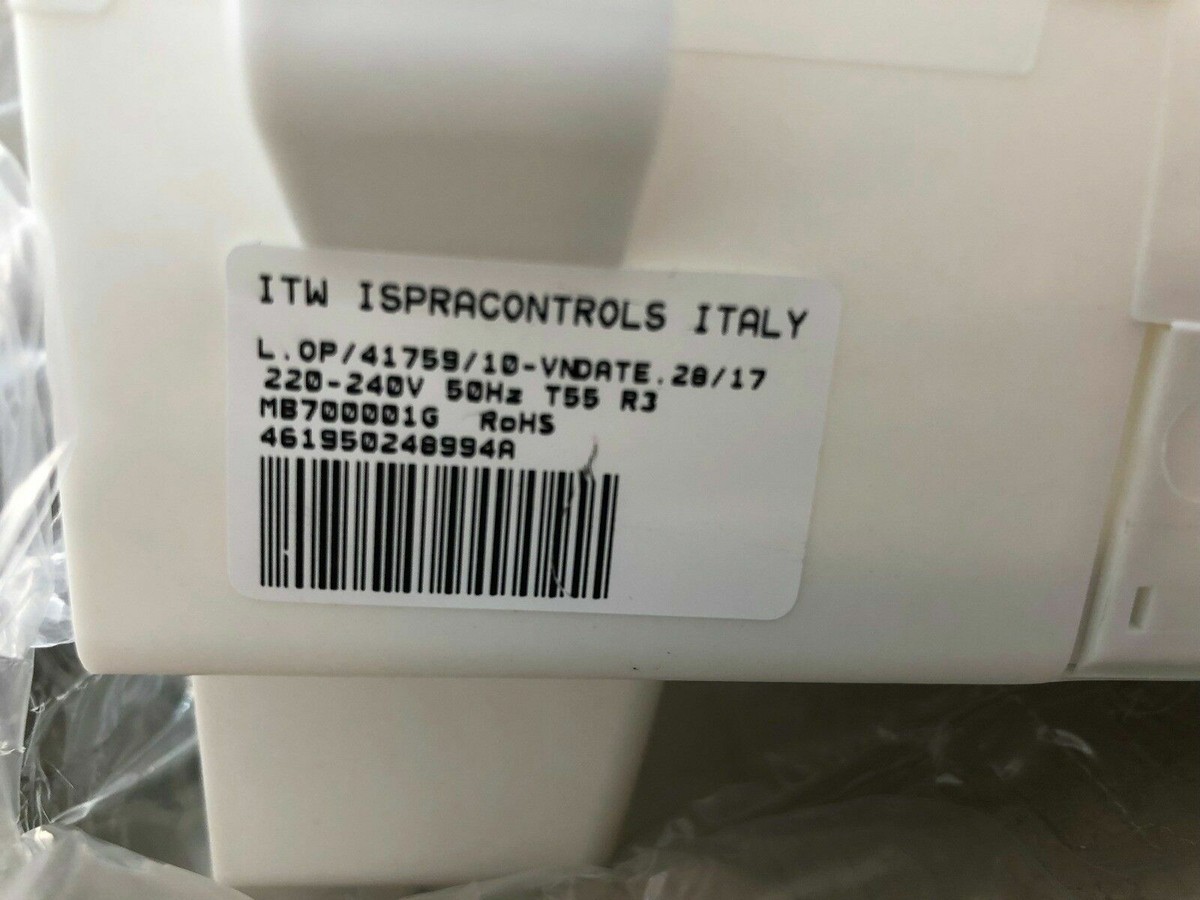 ITW ISPRACONTROLS ITALY
L.OP/41759/10-VNDATE.28/17
220-240V 50Hz T55 R3
MB700001G RoHS
461950248994A